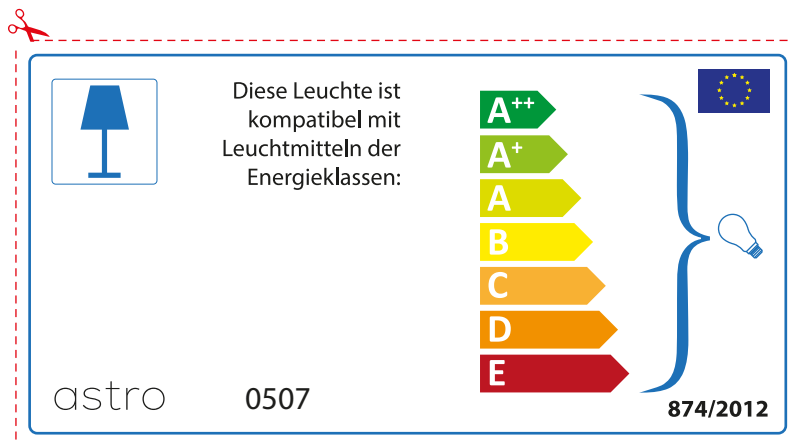 Diese Leuchte ist
kompatibel mit
Leuchtmitteln der
Energieklassen:
A++
A+
A
B
C
D
E
astro
0507
874/2012